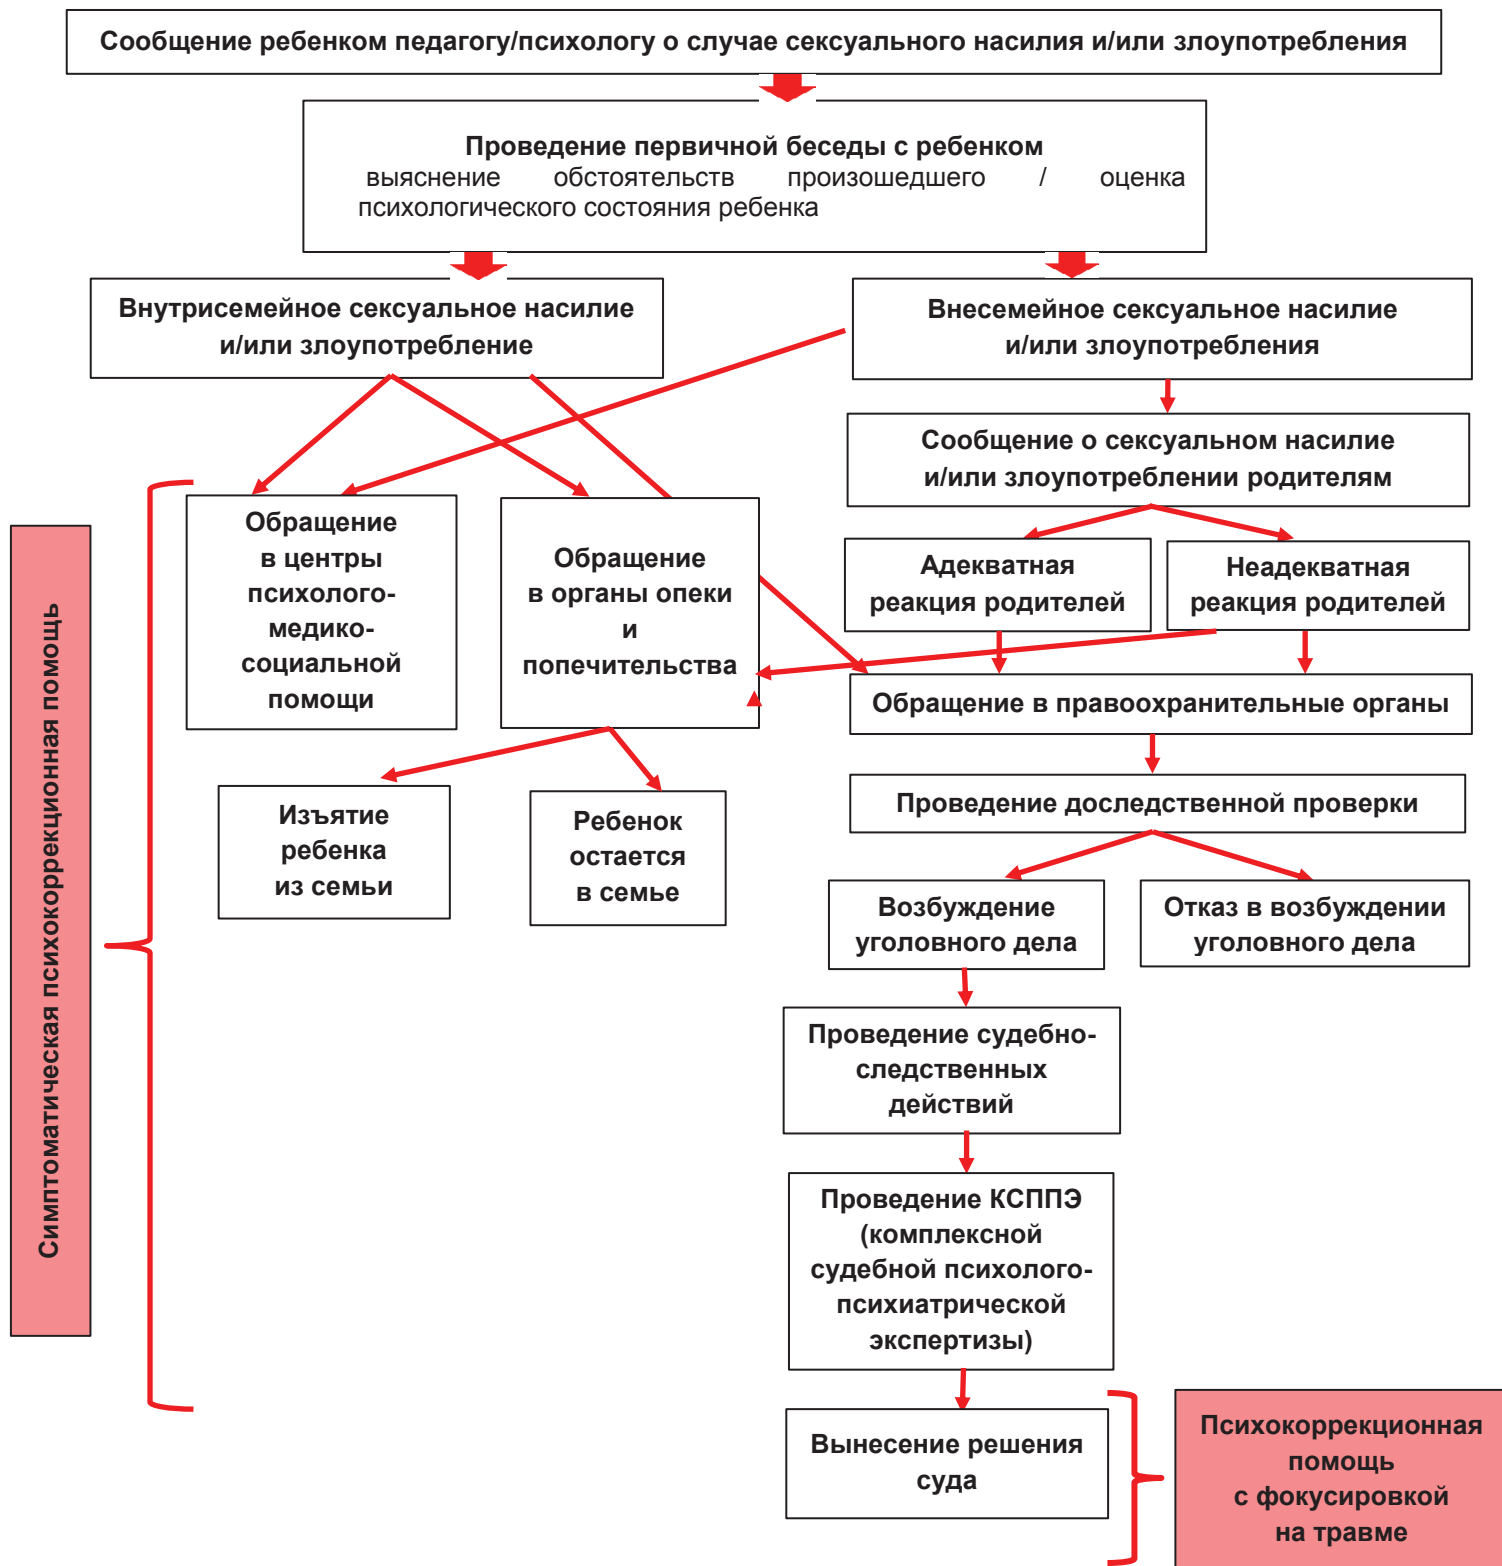 Сообщение ребенком педагогу/психологу о случае сексуального насилия и/или злоупотребления
Проведение первичной беседы с ребенком
выяснение обстоятельств произошедшего / оценка
психологического состояния ребенка
Внутрисемейное сексуальное насилие
и/или злоупотребление
Внесемейное сексуальное насилие
и/или злоупотребления
Сообщение о сексуальном насилие
и/или злоупотреблении родителям
Обращение
в центры
психолого-
медико-
социальной
помощи
Обращение
в органы опеки
и
попечительства
Адекватная
реакция родителей
Неадекватная
реакция родителей
Обращение в правоохранительные органы
Изъятие
ребенка
из семьи
Ребенок
остается
в семье
Проведение доследственной проверки
Возбуждение
уголовного дела
Отказ в возбуждении
уголовного дела
Проведение судебно-
следственных
действий
Проведение КСППЭ
(комплексной
судебной психолого-
психиатрической
экспертизы)
Вынесение решения
суда
Симптоматическая психокоррекционная помощь
Психокоррекционная
помощь
с фокусировкой
на травме